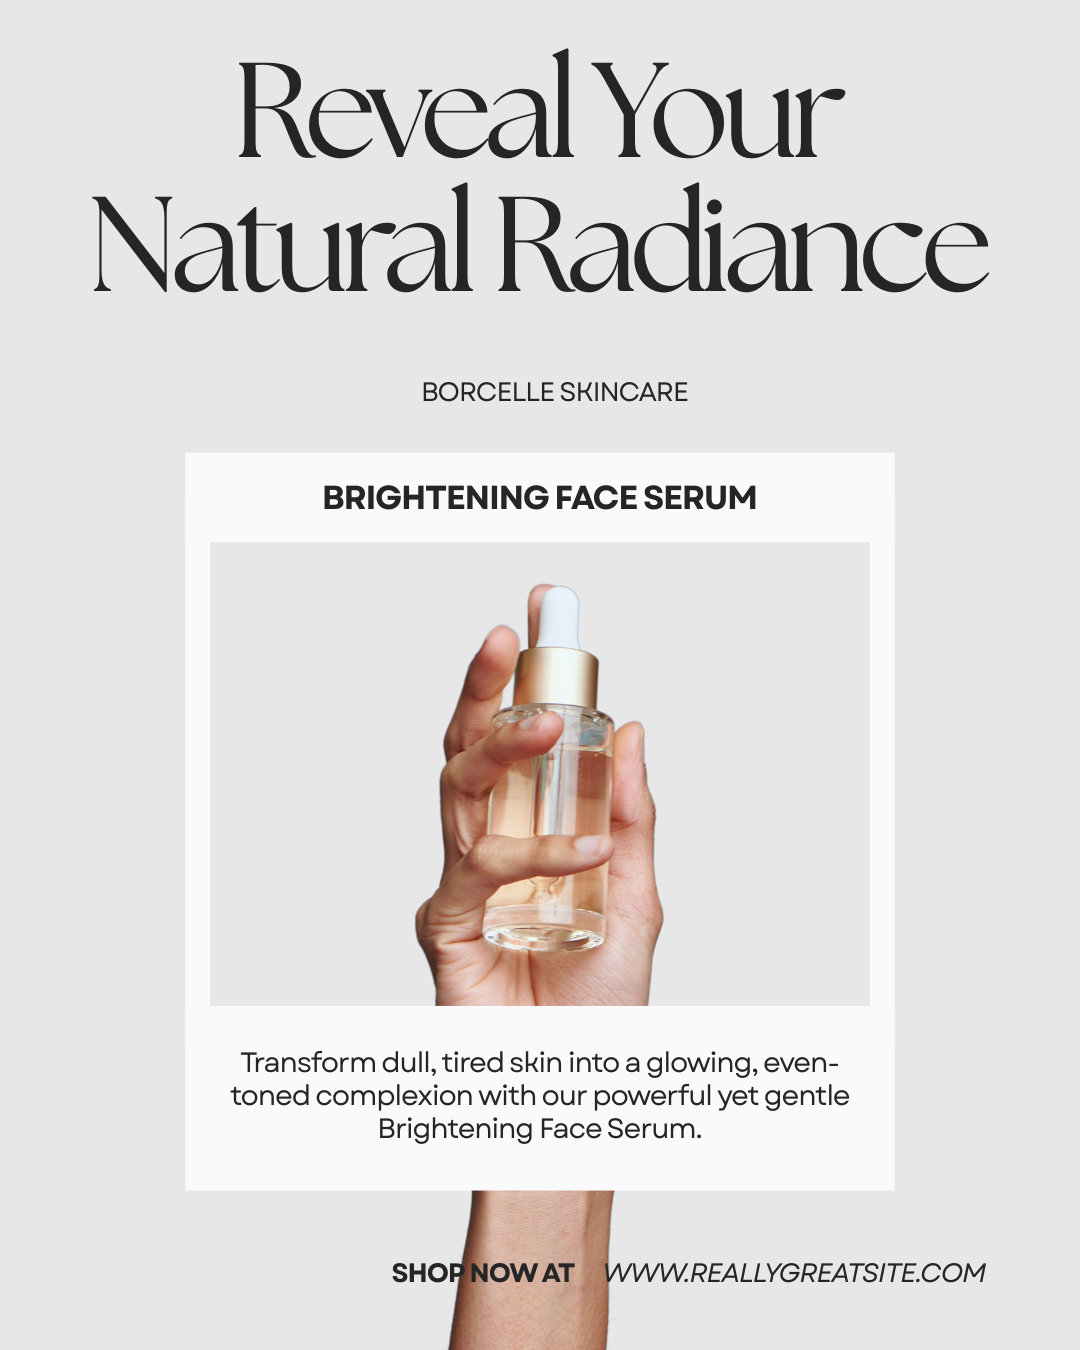 Reveal Your
Natural Radiance
BORCELLE SKINCARE
BRIGHTENING FACE SERUM
Transform dull, tired skin into a glowing, even-
toned complexion with our powerful yet gentle
Brightening Face Serum.
SHOP NOW AT WWW.REALLYGREATSITE.COM